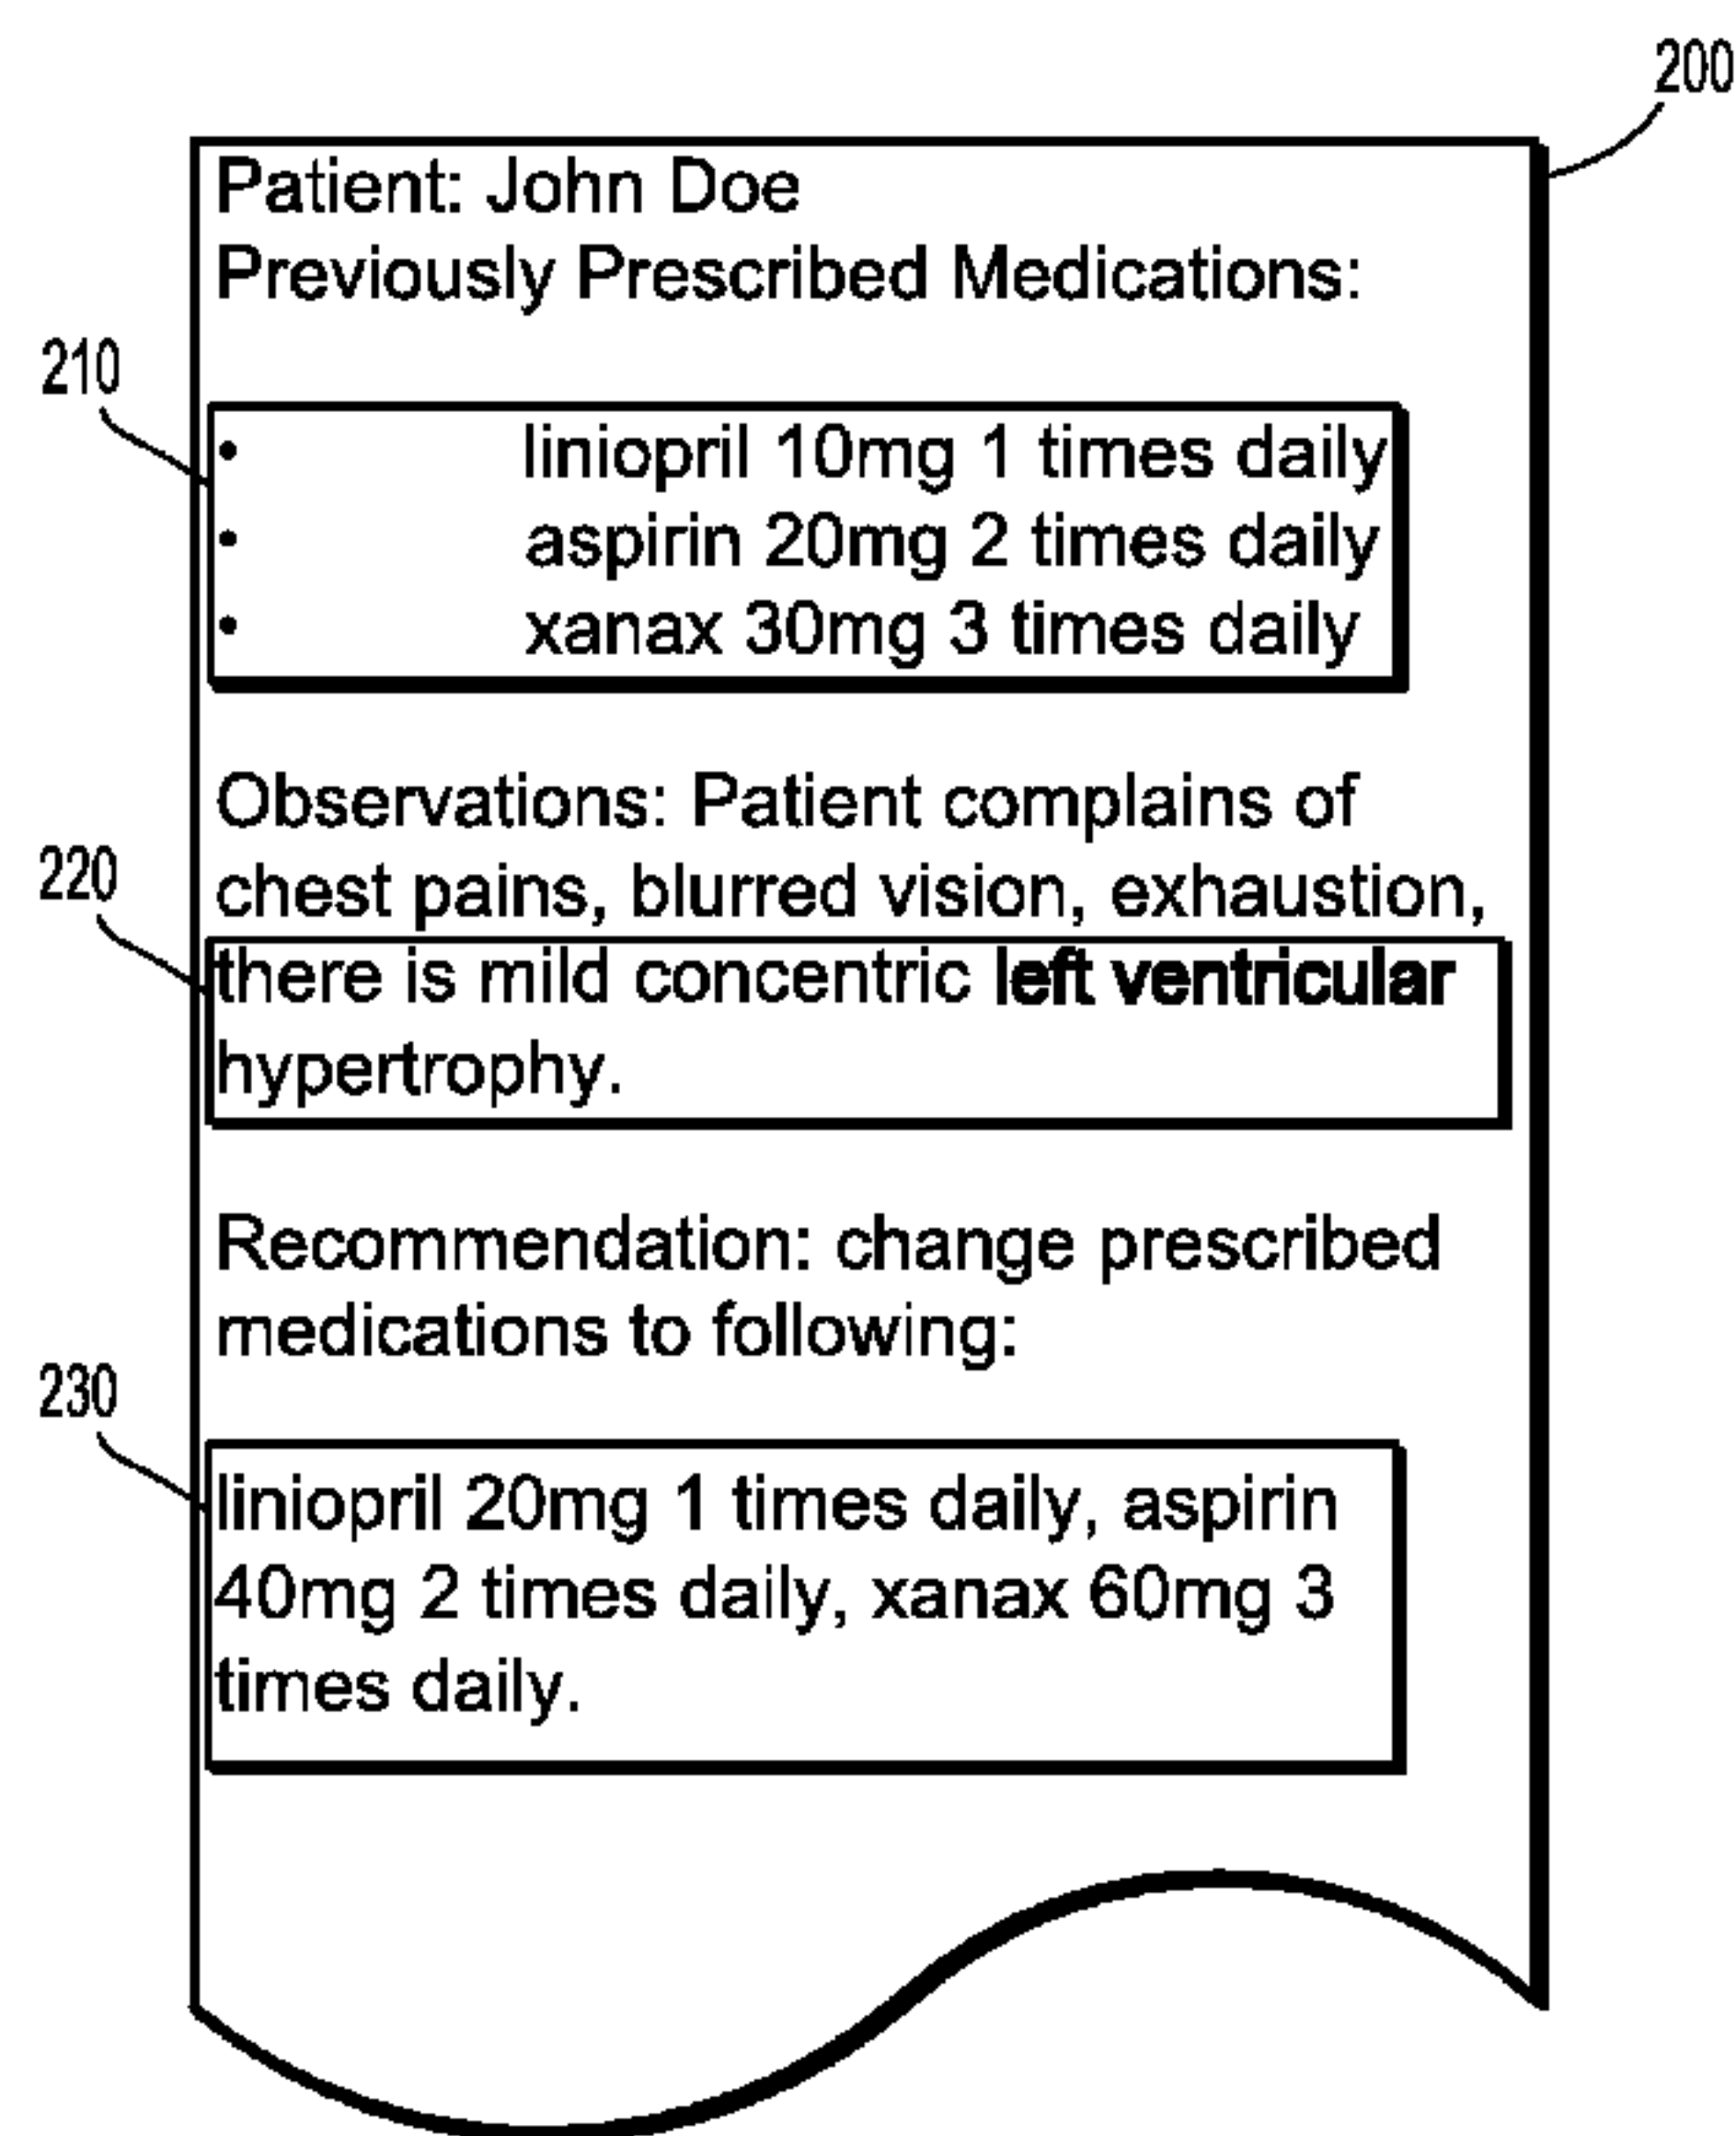 200
Patient: John Doe
Previously Prescribed Medications:
210
• liniopril 10mg 1 times daily
• aspirin 20mg 2 times daily
• xanax 30mg 3 times daily
Observations: Patient complains of
220
chest pains, blurred vision, exhaustion,
there is mild concentric left ventricular
hypertrophy.
Recommendation: change prescribed
medications to following:
230
liniopril 20mg 1 times daily, aspirin
40mg 2 times daily, xanax 60mg 3
times daily.